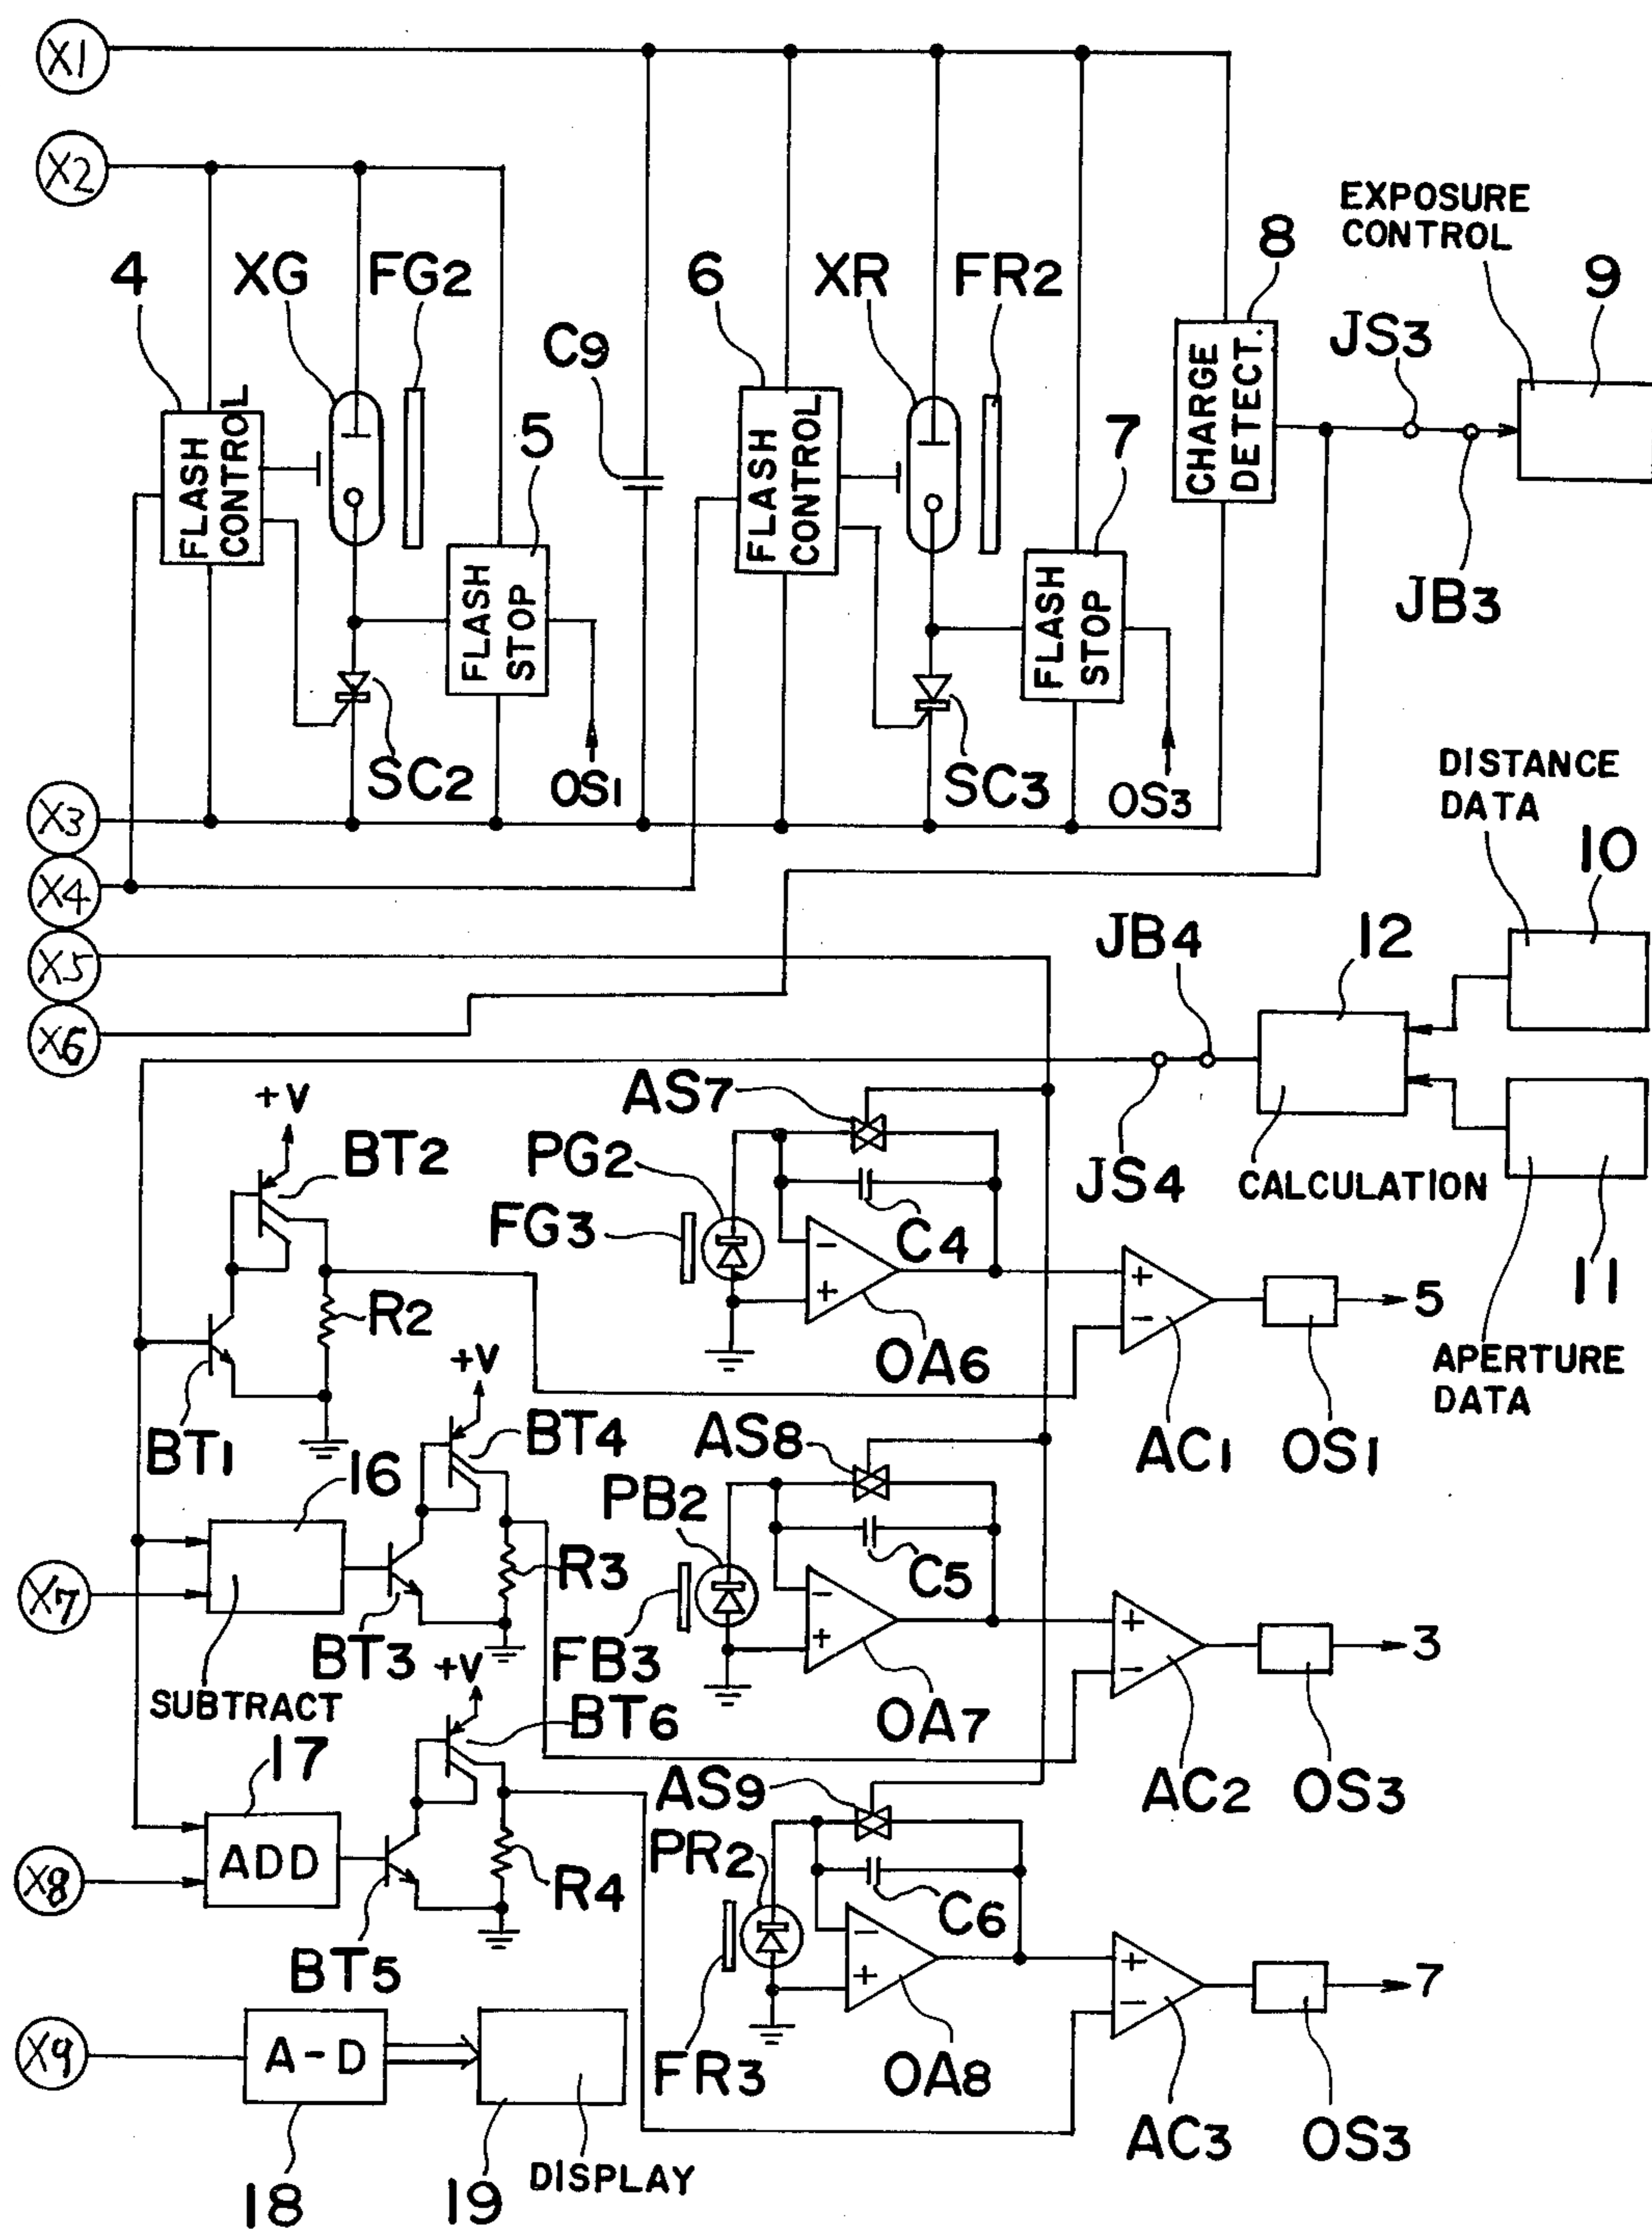 X1
X2
EXPOSURE
CONTROL
4
XG
FG2
6
XR
FR2
8
9
C9
JS3
FLASH
CONTROL
5
FLASH
CONTROL
7
CHARGE
DETECT.
FLASH
STOP
FLASH
STOP
JB3
SC2
OS1
SC3
OS3
DISTANCE
DATA
X3
10
X4
JB4
12
X5
X6
AS7
+V
BT2
PG2
JS4
CALCULATION
FG3
C4
−
+
+
−
5
11
R2
OA6
+V
APERTURE
DATA
BT1
BT4
AS8
AC1
OS1
16
PB2
R3
C5
X7
−
+
+
−
3
BT3
FB3
+V
SUBTRACT
BT6
OA7
17
AS9
AC2
OS3
PR2
ADD
X8
R4
C6
−
+
+
−
7
BT5
X9
A-D
FR3
OA8
AC3
OS3
DISPLAY
18
19